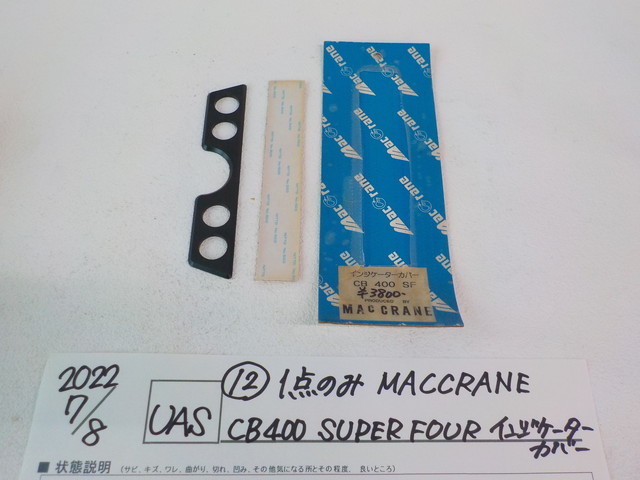 Maccrane
インジケーターカバー
CB 400 SF
¥3800-
PRODUCED BY
MACCRANE
2022
7/8
UAS
⑫ 1点のみ MACCRANE
CB400 SUPER FOUR インジケーター
カバー
■ 状態説明 (サビ、キズ、ワレ、曲がり、切れ、凹み、その他気になる所とその程度、良いところ)